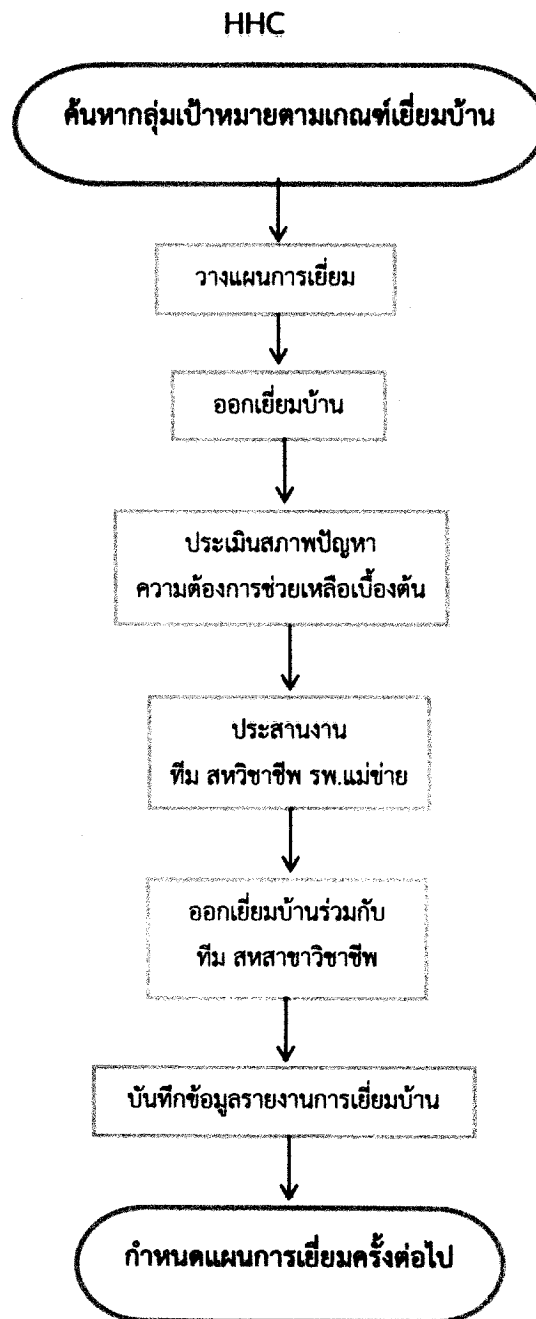 HHC
ค้นหากลุ่มเป้าหมายตามเกณฑ์เยี่ยมบ้าน
วางแผนการเยี่ยม
ออกเยี่ยมบ้าน
ประเมินสภาพปัญหา
ความต้องการช่วยเหลือเบื้องต้น
ประสานงาน
ทีม สหวิชาชีพ รพ.แม่ข่าย
ออกเยี่ยมบ้านร่วมกับ
ทีม สหสาขาวิชาชีพ
บันทึกข้อมูลรายงานการเยี่ยมบ้าน
กำหนดแผนการเยี่ยมครั้งต่อไป